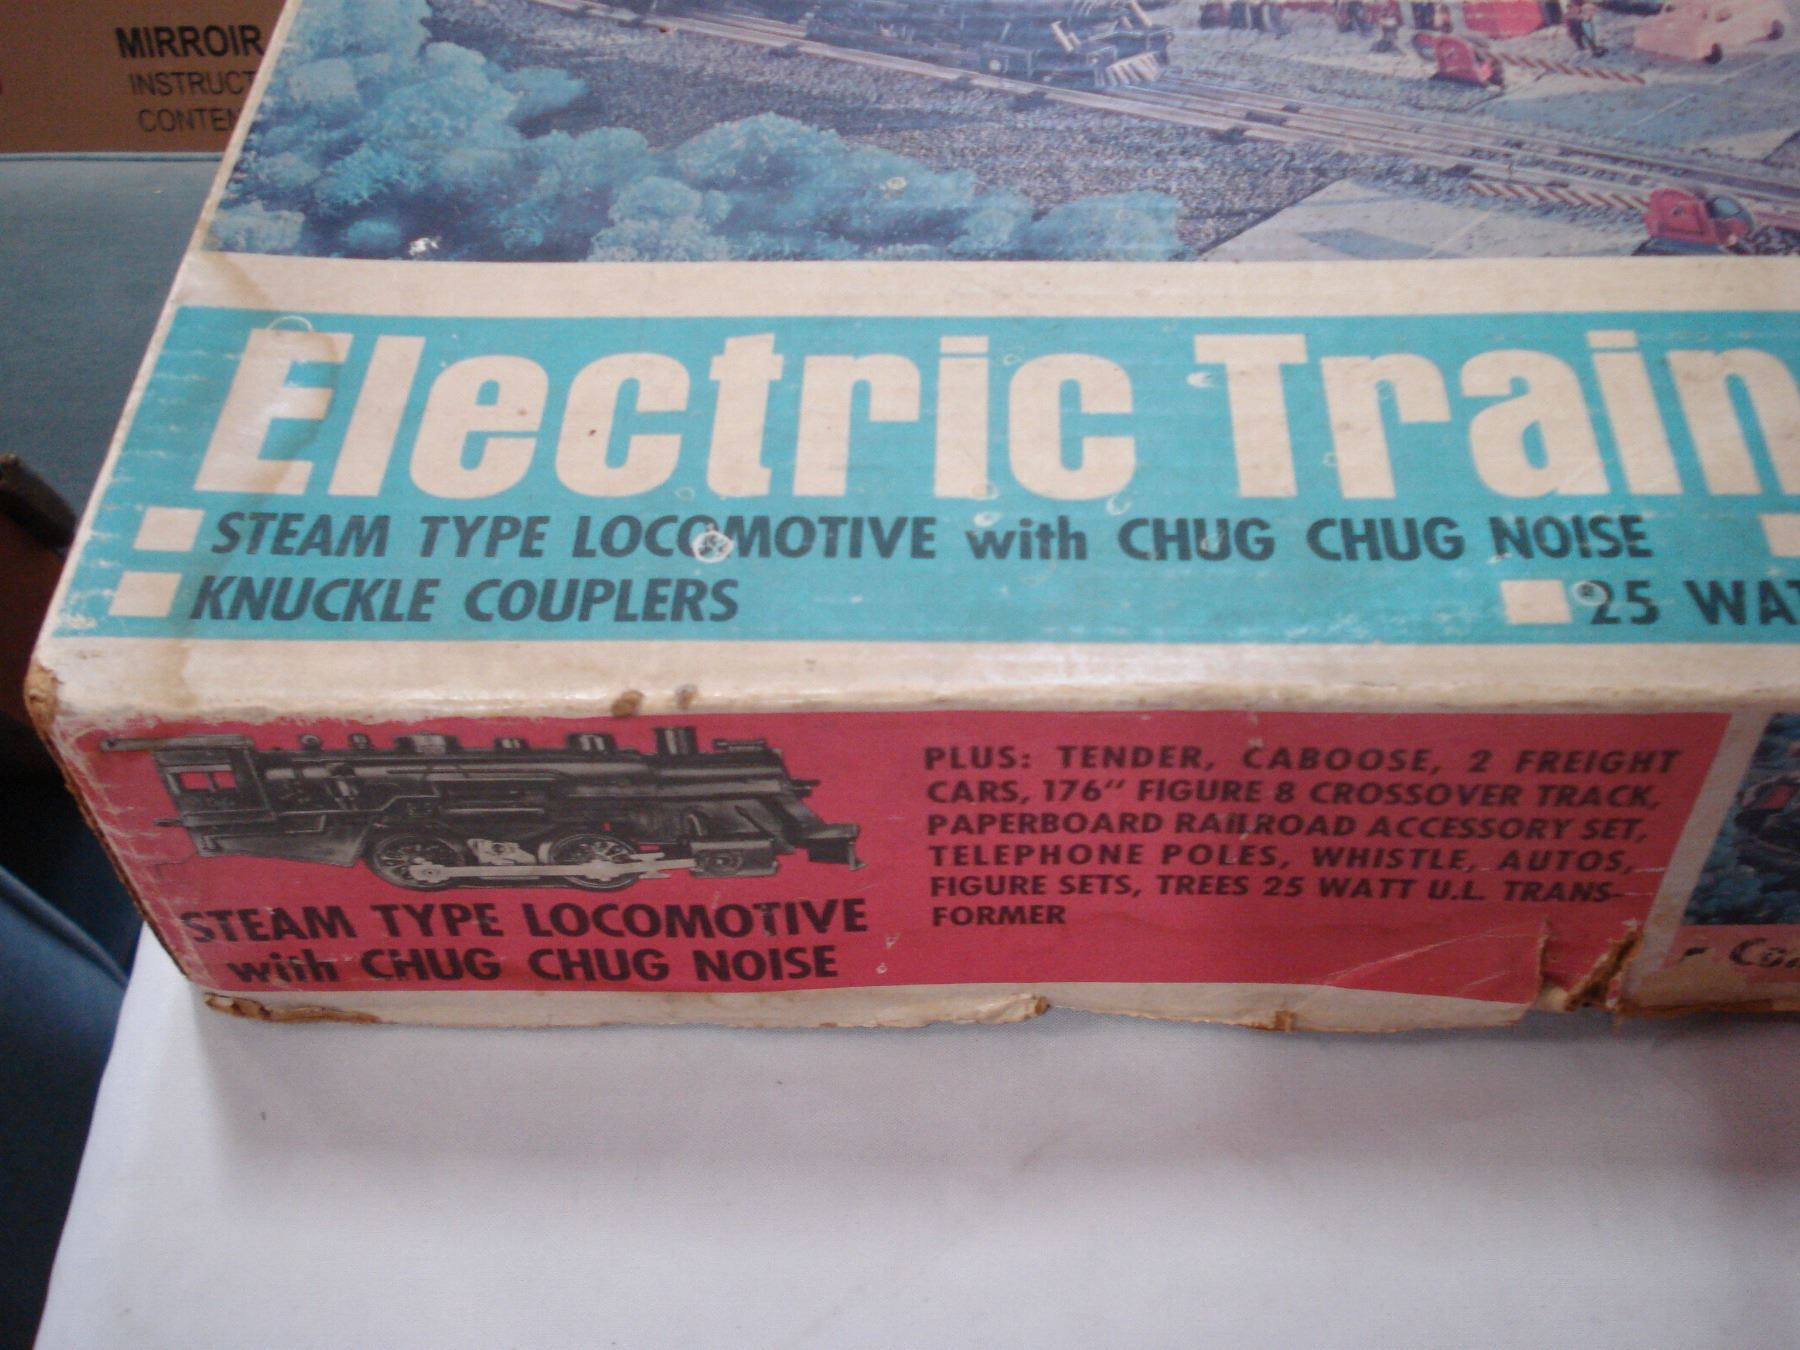 MIRROIR
INSTRUCT
CONTEN
Electric Train
STEAM TYPE LOCOMOTIVE with CHUG CHUG NOISE
KNUCKLE COUPLERS
25 WAT
PLUS: TENDER, CABOOSE, 2 FREIGHT
CARS, 176" FIGURE 8 CROSSOVER TRACK,
PAPERBOARD RAILROAD ACCESSORY SET,
TELEPHONE POLES, WHISTLE, AUTOS,
FIGURE SETS, TREES 25 WATT U.L. TRANS-
FORMER
STEAM TYPE LOCOMOTIVE
with CHUG CHUG NOISE